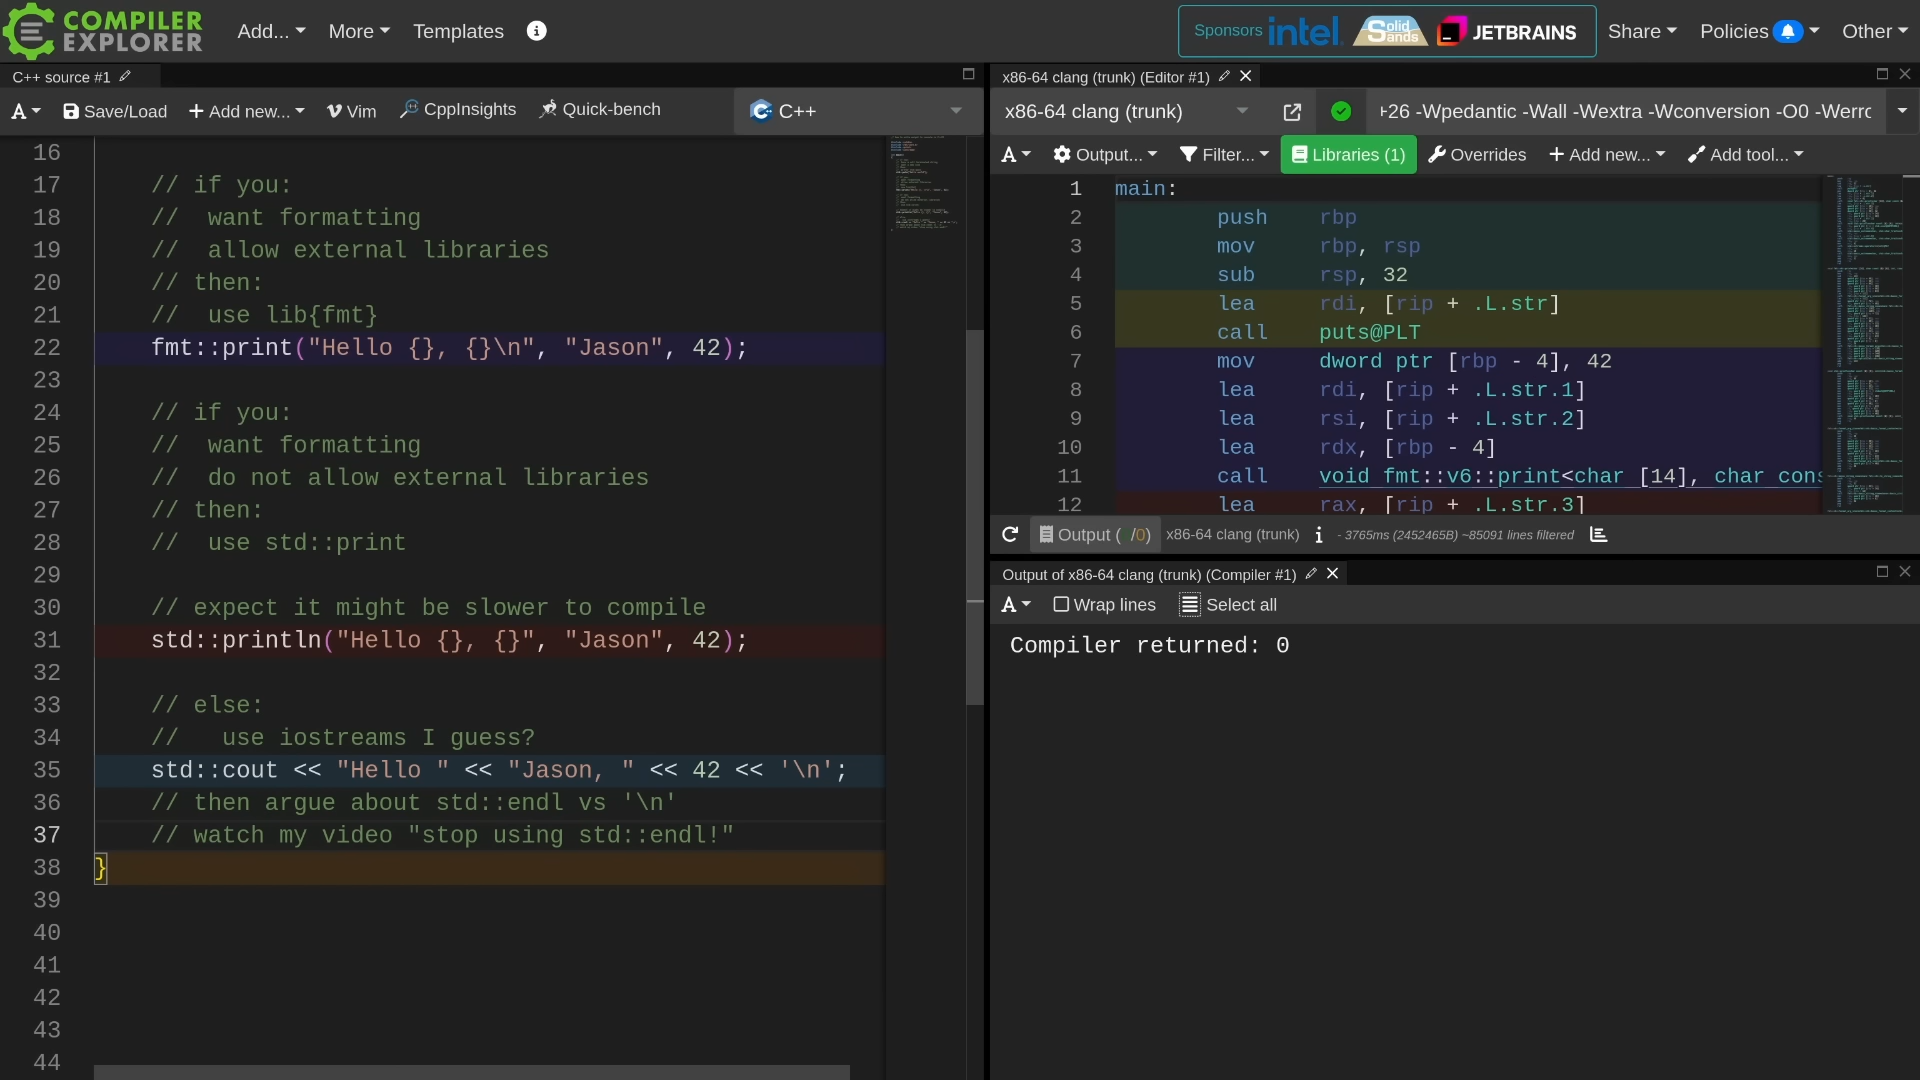 COMPILER
EXPLORER
Add...
More
Templates
Sponsors
intel
Solid
Sands
JETBRAINS
Share
Policies
Other
C++ source #1
A
Save/Load
Add new...
Vim
CppInsights
Quick-bench
C++
16
17 // if you:
18 //  want formatting
19 //  allow external libraries
20 // then:
21 //  use lib{fmt}
22 fmt::print("Hello {}, {}\n", "Jason", 42);
23
24 // if you:
25 //  want formatting
26 //  do not allow external libraries
27 // then:
28 //  use std::print
29
30 // expect it might be slower to compile
31 std::println("Hello {}, {}", "Jason", 42);
32
33 // else:
34 //   use iostreams I guess?
35 std::cout << "Hello " << "Jason, " << 42 << '\n';
36 // then argue about std::endl vs '\n'
37 // watch my video "stop using std::endl!"
38 }
39
40
41
42
43
44
x86-64 clang (trunk) (Editor #1)
x86-64 clang (trunk)
+26 -Wpedantic -Wall -Wextra -Wconversion -O0 -Werrc
A
Output...
Filter...
Libraries (1)
Overrides
Add new...
Add tool...
1 main:
2 push rbp
3 mov rbp, rsp
4 sub rsp, 32
5 lea rdi, [rip + .L.str]
6 call puts@PLT
7 mov dword ptr [rbp - 4], 42
8 lea rdi, [rip + .L.str.1]
9 lea rsi, [rip + .L.str.2]
10 lea rdx, [rbp - 4]
11 call void fmt::v6::print<char [14], char cons
12 lea rax, [rip + .L.str.3]
Output ( /0)
x86-64 clang (trunk)
- 3765ms (2452465B) ~85091 lines filtered
Output of x86-64 clang (trunk) (Compiler #1)
A
Wrap lines
Select all
Compiler returned: 0